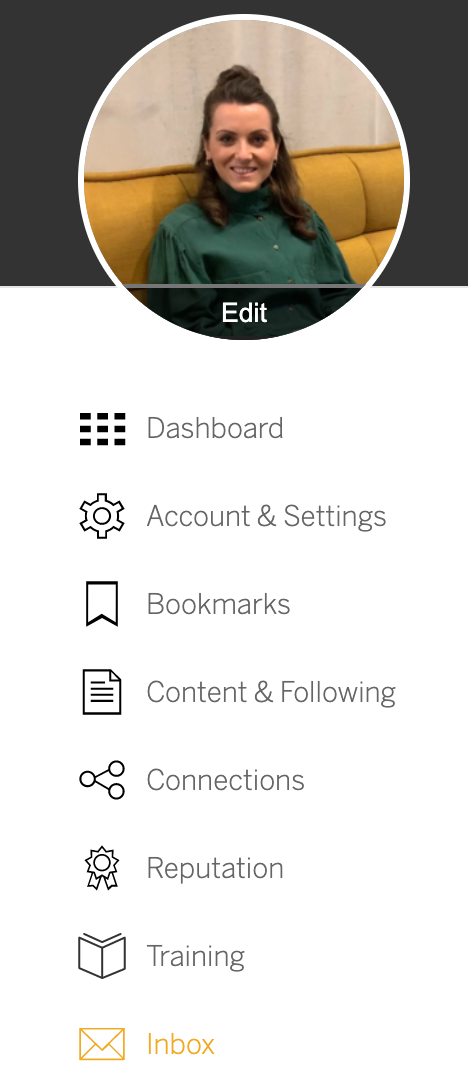 Edit
Dashboard
Account & Settings
Bookmarks
Content & Following
Connections
Reputation
Training
Inbox